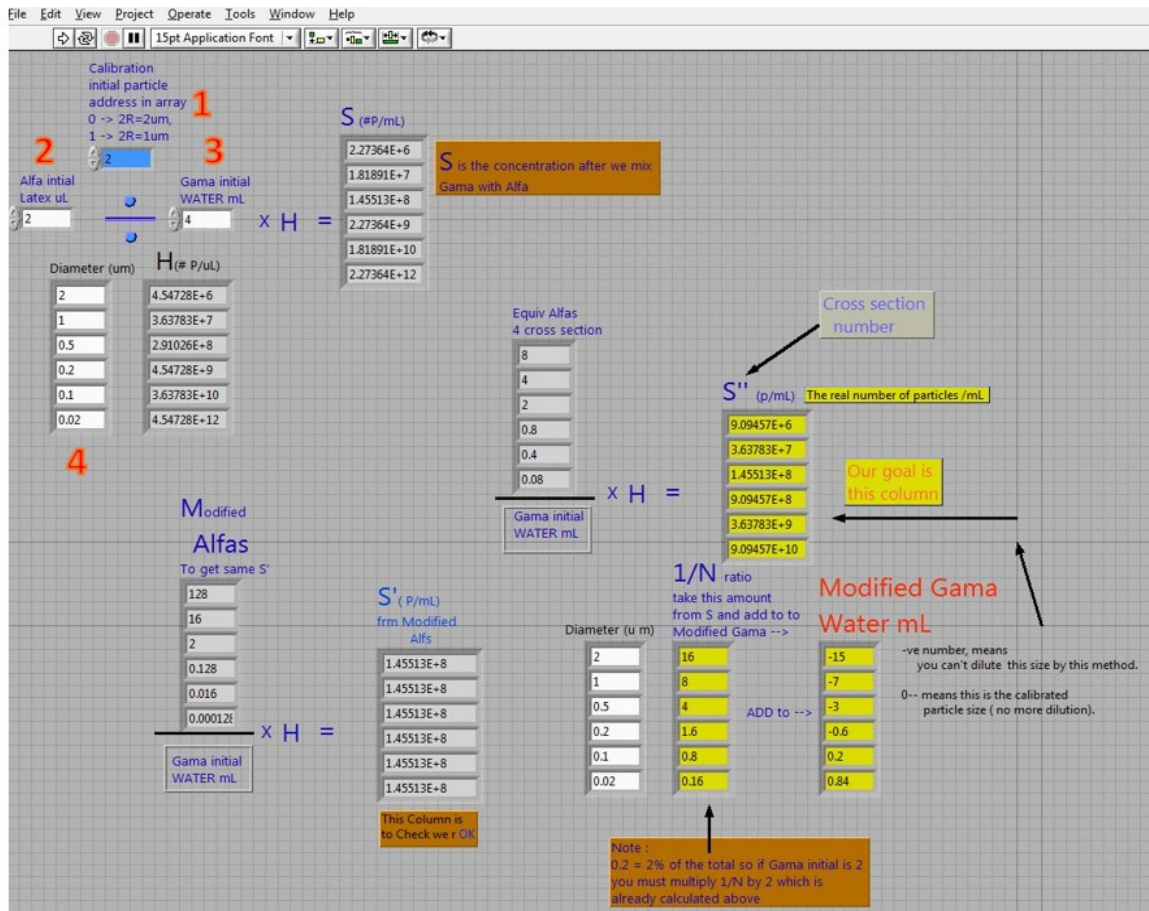 File Edit View Project Operate Tools Window Help
15pt Application Font
Calibration
initial particle
address in array
0 -> 2R=2um,
1 -> 2R=1um
1
2
2
Alfa intial
Latex uL
2
3
Gama initial
WATER mL
4
x H =
S (#P/mL)
2.27364E+6
1.81891E+7
1.45513E+8
2.27364E+9
1.81891E+10
2.27364E+12
S is the concentration after we mix
Gama with Alfa
Diameter (um)
2
1
0.5
0.2
0.1
0.02
4
H(# P/uL)
4.54728E+6
3.63783E+7
2.91026E+8
4.54728E+9
3.63783E+10
4.54728E+12
Equiv Alfas
4 cross section
8
4
2
0.8
0.4
0.08
Gama initial
WATER mL
x H =
Cross section
number
S'' (p/mL)
The real number of particles /mL
9.09457E+6
3.63783E+7
1.45513E+8
9.09457E+8
3.63783E+9
9.09457E+10
Our goal is
this column
Modified
Alfas
To get same S'
128
16
2
0.128
0.016
0.000128
Gama initial
WATER mL
x H =
S'( P/mL)
frm Modified
Alfs
1.45513E+8
1.45513E+8
1.45513E+8
1.45513E+8
1.45513E+8
1.45513E+8
This Column is
to Check we r OK
Diameter (u m)
2
1
0.5
0.2
0.1
0.02
1/N ratio
take this amount
from S and add to to
Modified Gama -->
16
8
4
1.6
0.8
0.16
ADD to -->
Modified Gama
Water mL
-15
-7
-3
-0.6
0.2
0.84
-ve number, means
you can't dilute this size by this method.
0-- means this is the calibrated
particle size ( no more dilution).
Note :
0.2 = 2% of the total so if Gama initial is 2
you must multiply 1/N by 2 which is
already calculated above